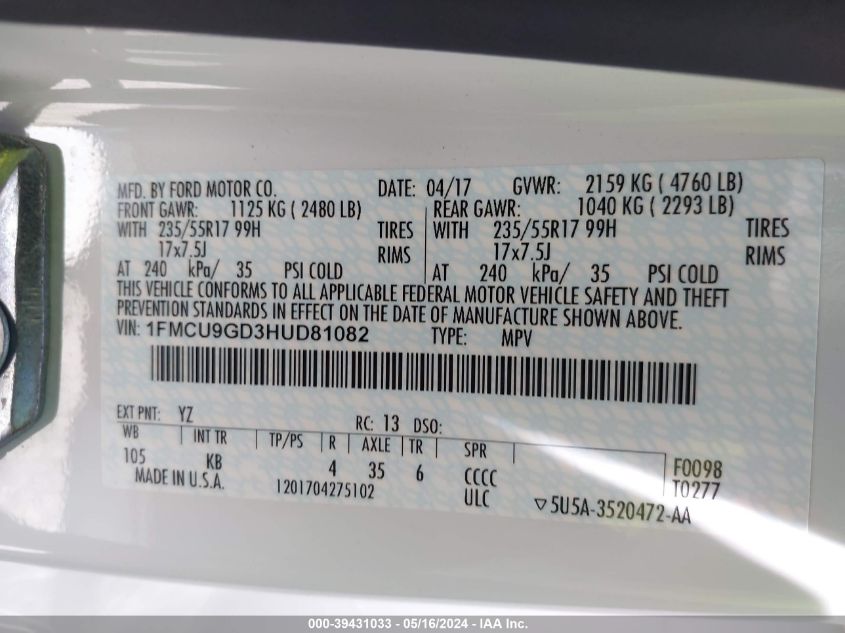 MFD. BY FORD MOTOR CO. DATE: 04/17 GVWR: 2159 KG ( 4760 LB)
FRONT GAWR: 1125 KG ( 2480 LB) REAR GAWR: 1040 KG ( 2293 LB)
WITH 235/55R17 99H TIRES WITH 235/55R17 99H TIRES
17x7.5J RIMS 17x7.5J RIMS
AT 240 kPa/ 35 PSI COLD AT 240 kPa/ 35 PSI COLD
THIS VEHICLE CONFORMS TO ALL APPLICABLE FEDERAL MOTOR VEHICLE SAFETY AND THEFT
PREVENTION STANDARDS IN EFFECT ON THE DATE OF MANUFACTURE SHOWN ABOVE.
VIN: 1FMCU9GD3HUD81082 TYPE: MPV
EXT PNT: YZ RC: 13 DSO:
WB INT TR TP/PS R AXLE TR SPR
105 KB 4 35 6 CCCC F0098
MADE IN U.S.A. 1201704275102 ULC T0277
▽5U5A-3520472-AA
000-39431033 - 05/16/2024 - IAA Inc.